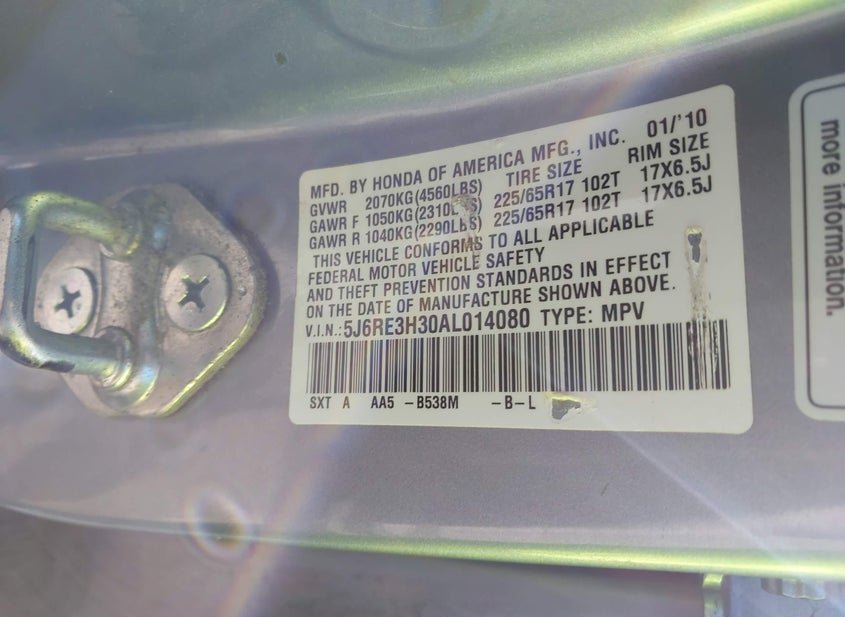 MFD. BY HONDA OF AMERICA MFG., INC. 01/'10
GVWR 2070KG(4560LBS) TIRE SIZE RIM SIZE
GAWR F 1050KG(2310LBS) 225/65R17 102T 17X6.5J
GAWR R 1040KG(2290LBS) 225/65R17 102T 17X6.5J
THIS VEHICLE CONFORMS TO ALL APPLICABLE
FEDERAL MOTOR VEHICLE SAFETY
AND THEFT PREVENTION STANDARDS IN EFFECT
ON THE DATE OF MANUFACTURE SHOWN ABOVE.
V.I.N.:5J6RE3H30AL014080 TYPE: MPV
SXT A AA5 -B538M -B-L
more information.